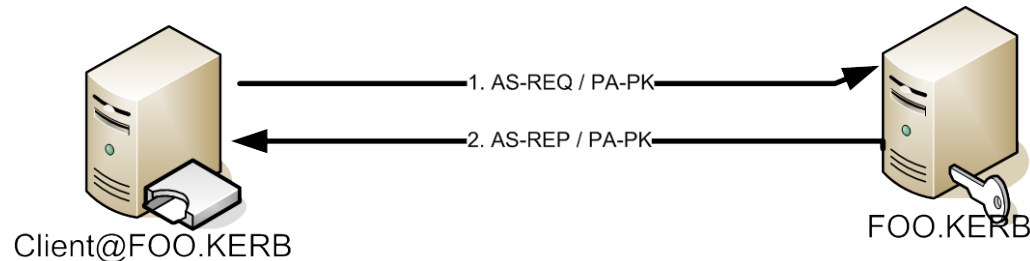 1. AS-REQ / PA-PK
2. AS-REP / PA-PK
FOO.KERB
Client@FOO.KERB